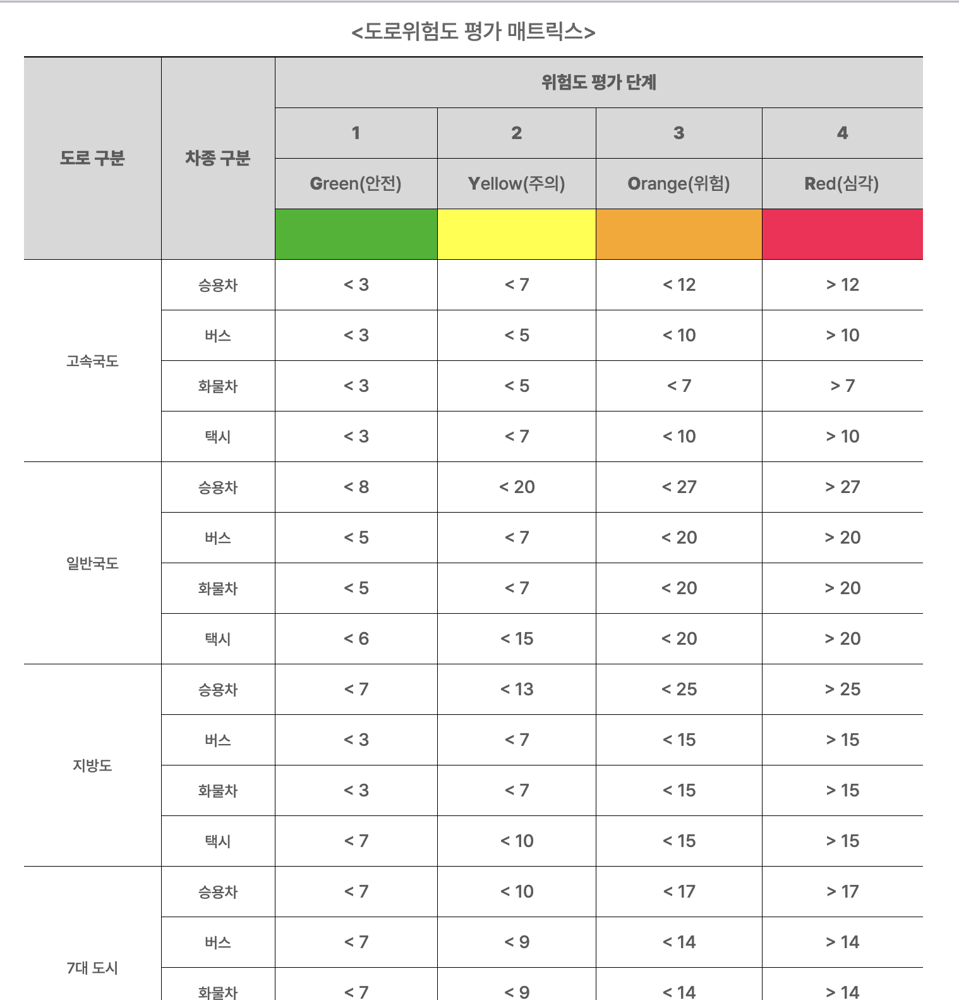 <도로위험도 평가 매트릭스>
도로 구분 차종 구분 위험도 평가 단계
1 2 3 4
Green(안전) Yellow(주의) Orange(위험) Red(심각)
고속국도
승용차 < 3 < 7 < 12 > 12
버스 < 3 < 5 < 10 > 10
화물차 < 3 < 5 < 7 > 7
택시 < 3 < 7 < 10 > 10
일반국도
승용차 < 8 < 20 < 27 > 27
버스 < 5 < 7 < 20 > 20
화물차 < 5 < 7 < 20 > 20
택시 < 6 < 15 < 20 > 20
지방도
승용차 < 7 < 13 < 25 > 25
버스 < 3 < 7 < 15 > 15
화물차 < 3 < 7 < 15 > 15
택시 < 7 < 10 < 15 > 15
7대 도시
승용차 < 7 < 10 < 17 > 17
버스 < 7 < 9 < 14 > 14
화물차 < 7 < 9 < 14 > 14